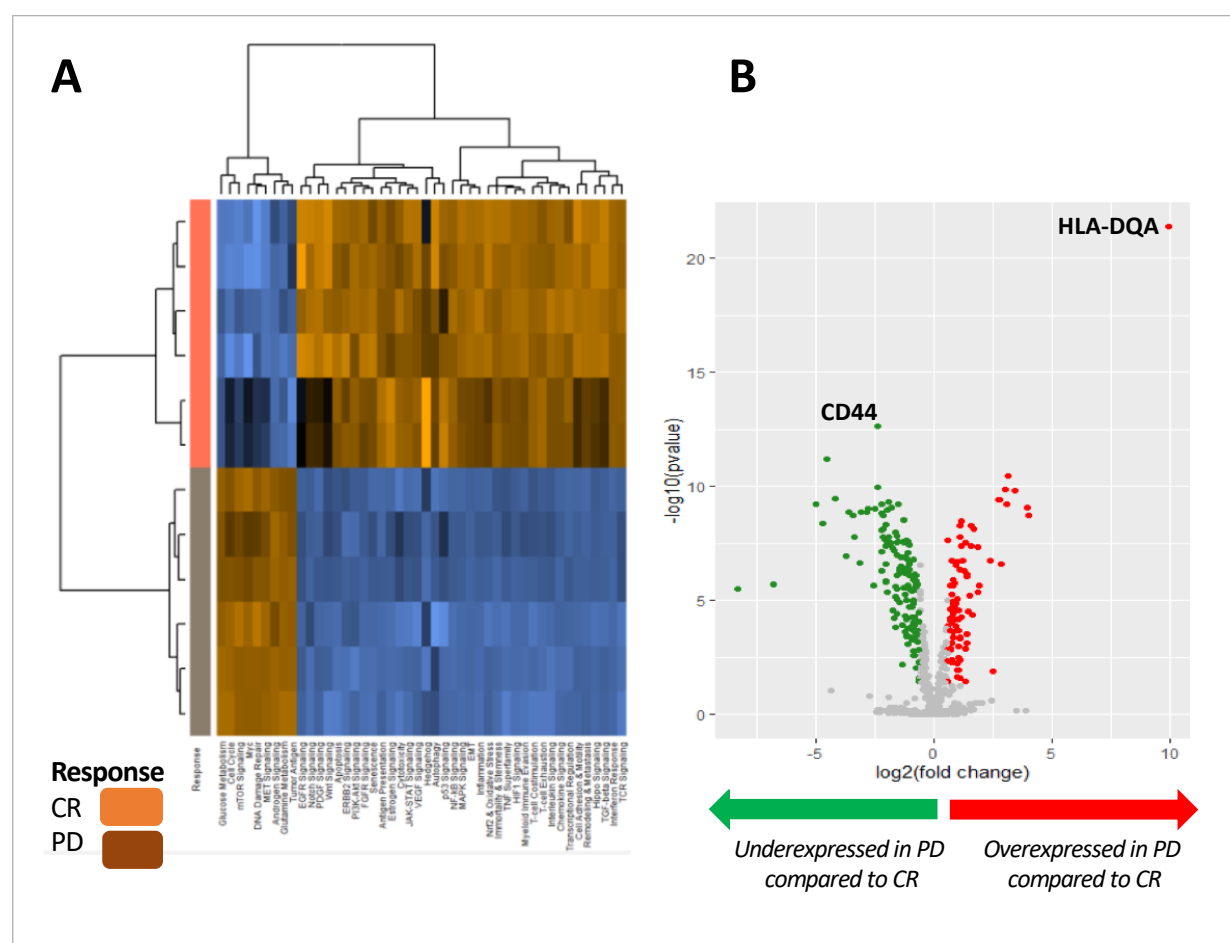 A
B
HLA-DQA
CD44
20
15
10
5
0
-log10(pvalue)
-5
0
5
10
log2(fold change)
Underexpressed in PD
compared to CR
Overexpressed in PD
compared to CR
Response
CR
PD
Response
Glucose Metabolism
Cell Cycle
mTOR Signaling
Myc
DNA Damage Repair
MET Signaling
Androgen Signaling
Glutamine Metabolism
Tumor Antigen
EGFR Signaling
Notch Signaling
PDGF Signaling
Wnt Signaling
Apoptosis
ERBB2 Signaling
PI3K-Akt Signaling
FGFR Signaling
Senescence
Antigen Presentation
Estrogen Signaling
Cytotoxicity
JAK-STAT Signaling
VEGF Signaling
Hedgehog
Autophagy
p53 Signaling
NF-kB Signaling
MAPK Signaling
EMT
Inflammation
Nrf2 & Oxidative Stress
Immortality & Stemness
TNF Superfamily
HIF1 Signaling
Myeloid Immune Evasion
T-cell Costimulation
T-cell Exhaustion
Interleukin Signaling
Chemokine Signaling
Transcriptional Regulation
Cell Adhesion & Motility
Remodeling & Metastasis
Hippo Signaling
TGF-beta Signaling
Interferon Response
TCR Signaling